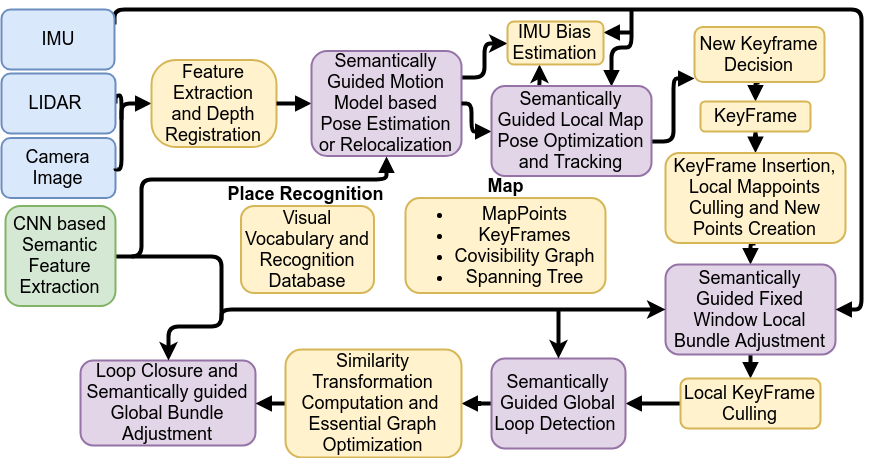 IMU
LIDAR
Camera
Image
CNN based
Semantic
Feature
Extraction
Feature
Extraction
and Depth
Registration
Semantically
Guided Motion
Model based
Pose Estimation
or Relocalization
IMU Bias
Estimation
Semantically
Guided Local Map
Pose Optimization
and Tracking
New Keyframe
Decision
KeyFrame
KeyFrame Insertion,
Local Mappoints
Culling and New
Points Creation
Place Recognition
Visual
Vocabulary and
Recognition
Database
Map
• MapPoints
• KeyFrames
• Covisibility Graph
• Spanning Tree
Semantically
Guided Fixed
Window Local
Bundle Adjustment
Local KeyFrame
Culling
Semantically
Guided Global
Loop Detection
Similarity
Transformation
Computation and
Essential Graph
Optimization
Loop Closure and
Semantically guided
Global Bundle
Adjustment